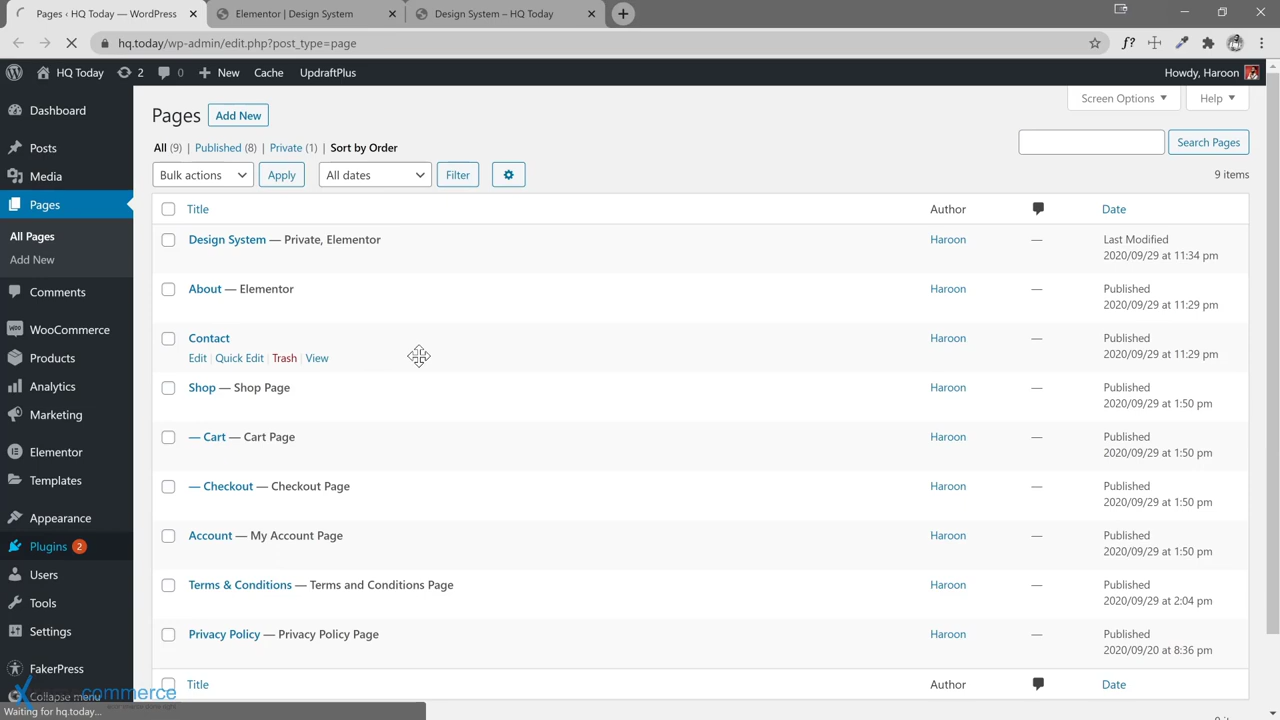 Pages ‹ HQ Today — WordPress
Elementor | Design System
Design System – HQ Today
hq.today/wp-admin/edit.php?post_type=page
HQ Today 2 0 New Cache UpdraftPlus Howdy, Haroon
Screen Options Help
Pages Add New
All (9) | Published (8) | Private (1) | Sort by Order
Search Pages
Bulk actions Apply All dates Filter
9 items
Title Author Date
Design System — Private, Elementor Haroon — Last Modified
2020/09/29 at 11:34 pm
About — Elementor Haroon — Published
2020/09/29 at 11:29 pm
Contact Haroon — Published
Edit | Quick Edit | Trash | View 2020/09/29 at 11:29 pm
Shop — Shop Page Haroon — Published
2020/09/29 at 1:50 pm
— Cart — Cart Page Haroon — Published
2020/09/29 at 1:50 pm
— Checkout — Checkout Page Haroon — Published
2020/09/29 at 1:50 pm
Account — My Account Page Haroon — Published
2020/09/29 at 1:50 pm
Terms & Conditions — Terms and Conditions Page Haroon — Published
2020/09/29 at 2:04 pm
Privacy Policy — Privacy Policy Page Haroon — Published
2020/09/20 at 8:36 pm
Title Author Date
Dashboard
Posts
Media
Pages
All Pages
Add New
Comments
WooCommerce
Products
Analytics
Marketing
Elementor
Templates
Appearance
Plugins 2
Users
Tools
Settings
FakerPress
Collapse menu
commerce
Waiting for hq.today...